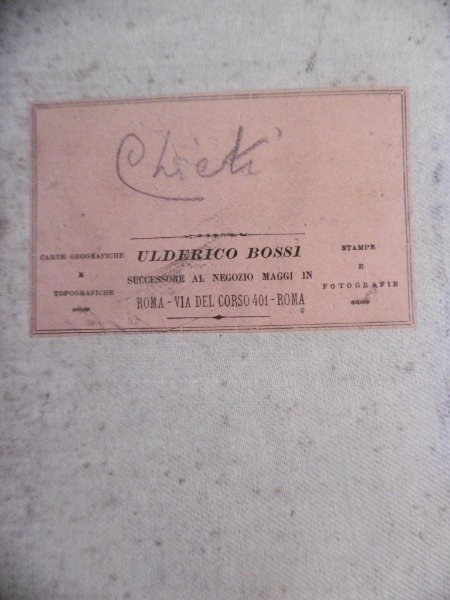 Chieti
CARTE GEOGRAFICHE
E
TOPOGRAFICHE
ULDERICO BOSSI
SUCCESSORE AL NEGOZIO MAGGI IN
ROMA - VIA DEL CORSO 401 - ROMA
STAMPE
E
FOTOGRAFIE